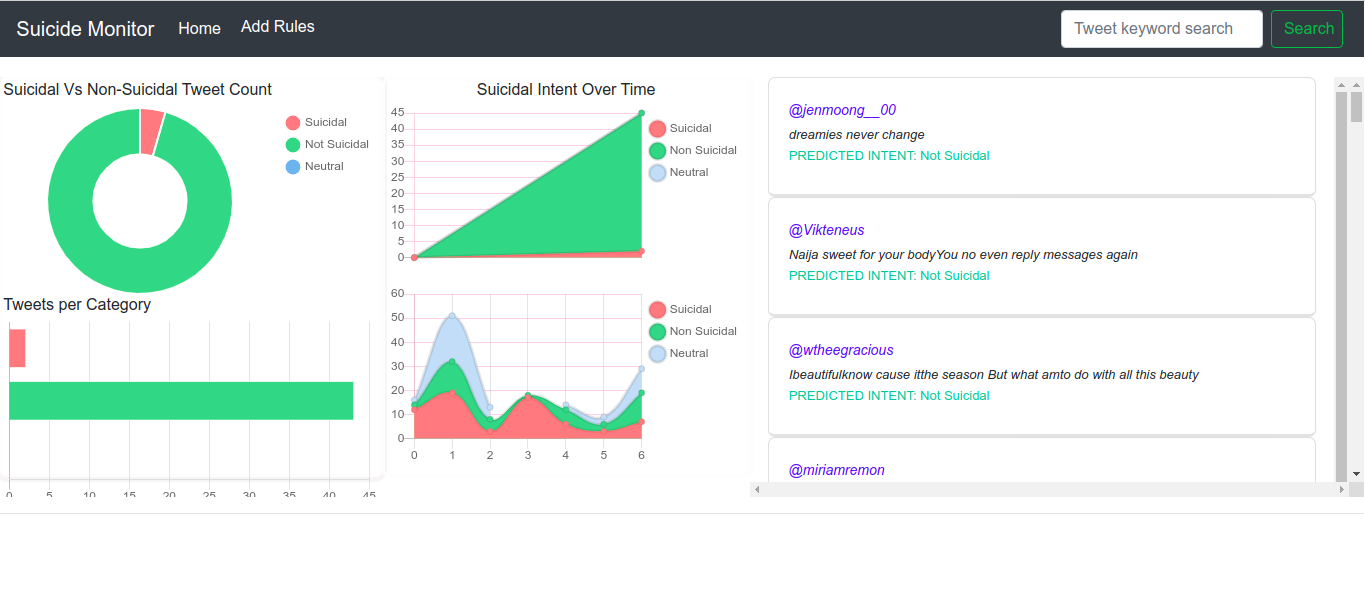 Suicide Monitor Home Add Rules Tweet keyword search Search
Suicidal Vs Non-Suicidal Tweet Count
Suicidal
Not Suicidal
Neutral
Tweets per Category
0 5 10 15 20 25 30 35 40 45
Suicidal Intent Over Time
45
40
35
30
25
20
15
10
5
0
Suicidal
Non Suicidal
Neutral
60
50
40
30
20
10
0
0 1 2 3 4 5 6
Suicidal
Non Suicidal
Neutral
@jenmoong__00
dreamies never change
PREDICTED INTENT: Not Suicidal
@Vikteneus
Naija sweet for your bodyYou no even reply messages again
PREDICTED INTENT: Not Suicidal
@wtheegracious
Ibeautifulknow cause itthe season But what amto do with all this beauty
PREDICTED INTENT: Not Suicidal
@miriamremon